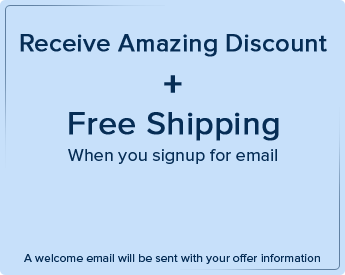 Receive Amazing Discount
+
Free Shipping
When you signup for email
A welcome email will be sent with your offer information